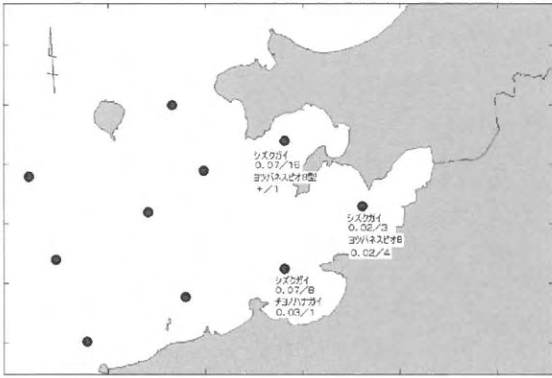 シズクガイ
0.07/16
ヨツバネスピオB型
+/1
シズクガイ
0.02/3
ヨツバネスピオB
0.02/4
シズクガイ
0.07/8
チヨノハナガイ
0.03/1